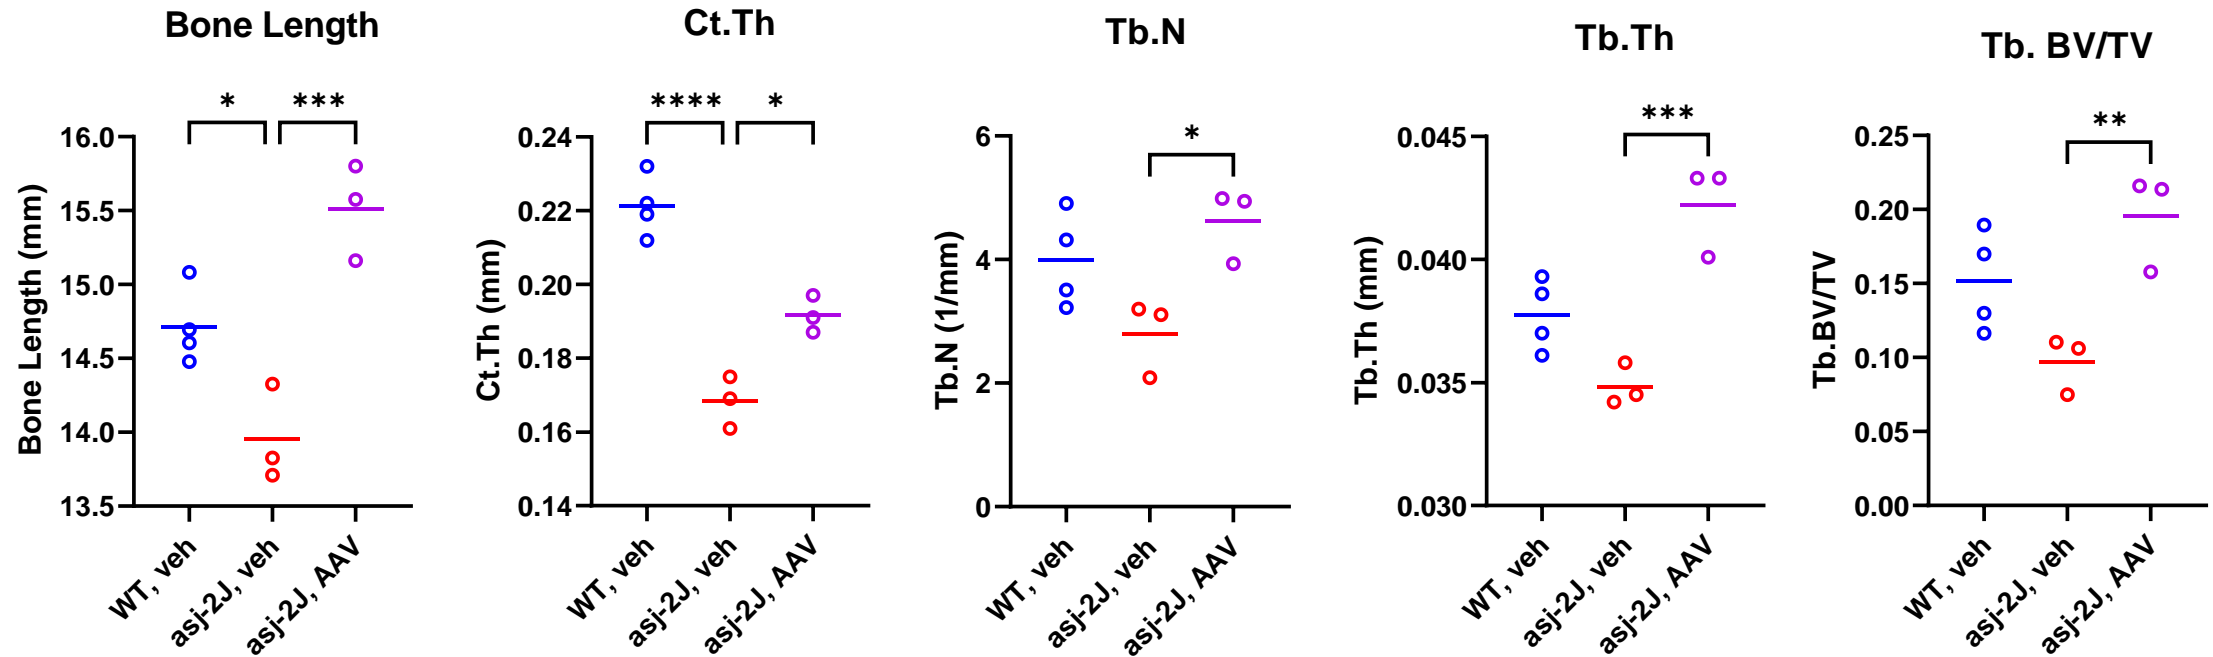 Bone Length
* ***
Bone Length (mm)
16.0
15.5
15.0
14.5
14.0
13.5
WT, veh
asj-2J, veh
asj-2J, AAV
Ct.Th
**** *
Ct.Th (mm)
0.24
0.22
0.20
0.18
0.16
0.14
WT, veh
asj-2J, veh
asj-2J, AAV
Tb.N
*
Tb.N (1/mm)
6
4
2
0
WT, veh
asj-2J, veh
asj-2J, AAV
Tb.Th
***
Tb.Th (mm)
0.045
0.040
0.035
0.030
WT, veh
asj-2J, veh
asj-2J, AAV
Tb. BV/TV
**
Tb.BV/TV
0.25
0.20
0.15
0.10
0.05
0.00
WT, veh
asj-2J, veh
asj-2J, AAV